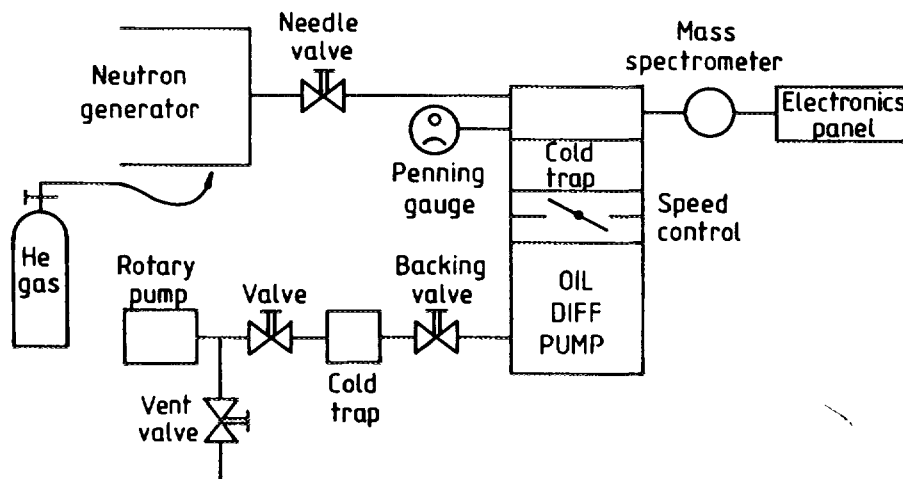 Needle
valve
Neutron
generator
Mass
spectrometer
Electronics
panel
Penning
gauge
Cold
trap
Speed
control
He
gas
Rotary
pump
Valve
Backing
valve
OIL
DIFF
PUMP
Cold
trap
Vent
valve